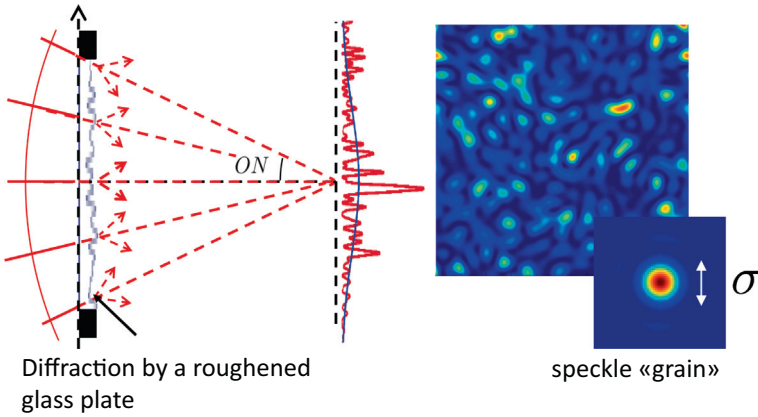 ON
σ
Diffraction by a roughened
glass plate
speckle «grain»